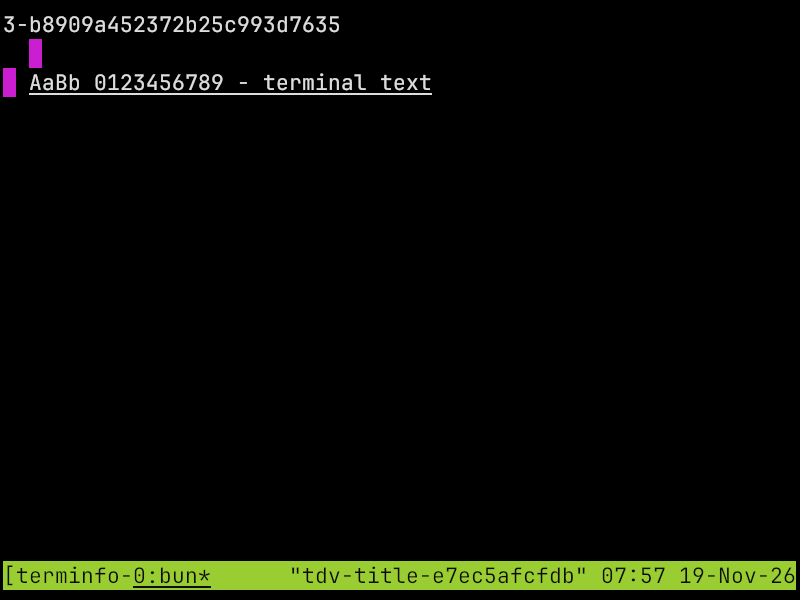 3-b8909a452372b25c993d7635
AaBb 0123456789 - terminal text
[terminfo-0:bun* "tdv-title-e7ec5afcfdb" 07:57 19-Nov-26